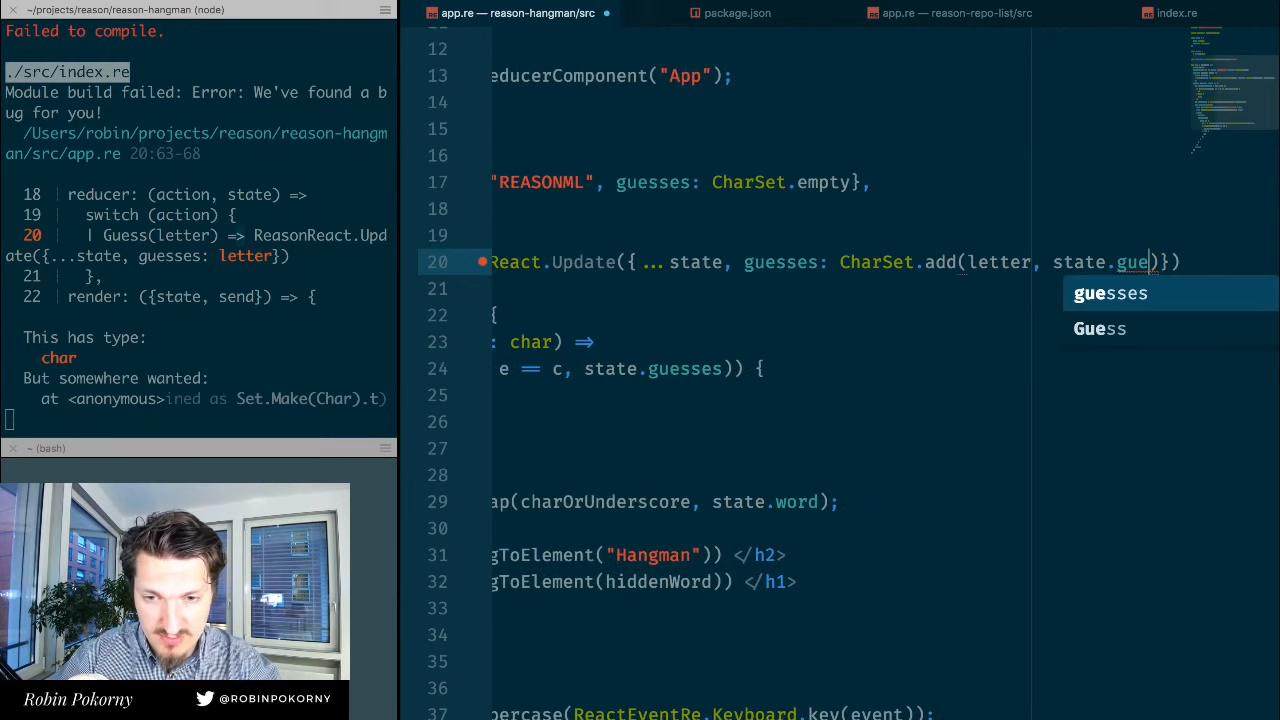 ~/projects/reason/reason-hangman (node)
Failed to compile.
./src/index.re
Module build failed: Error: We've found a b
ug for you!
/Users/robin/projects/reason/reason-hangm
an/src/app.re 20:63-68
18 | reducer: (action, state) =>
19 | switch (action) {
20 | | Guess(letter) => ReasonReact.Upd
ate({...state, guesses: letter})
21 | },
22 | render: ({state, send}) => {
This has type:
char
But somewhere wanted:
at <anonymous>ined as Set.Make(Char).t)
~ (bash)
Robin Pokorny
@ROBINPOKORNY
app.re — reason-hangman/src
package.json
app.re — reason-repo-list/src
index.re
12
13 educerComponent("App");
14
15
16
17 "REASONML", guesses: CharSet.empty},
18
19
20 React.Update({...state, guesses: CharSet.add(letter, state.gue)})
guesses
Guess
21
22 {
23 : char) =>
24 e == c, state.guesses)) {
25
26
27
28
29 ap(charOrUnderscore, state.word);
30
31 gToElement("Hangman")) </h2>
32 gToElement(hiddenWord)) </h1>
33
34
35
36
37 percase(ReactEventRe.Keyboard.key(event));